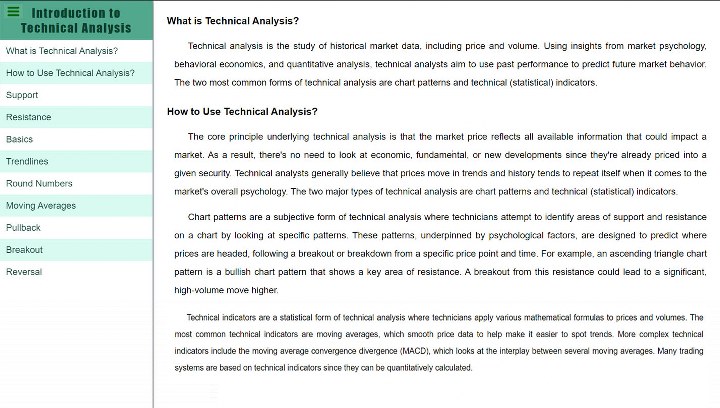 Introduction to
Technical Analysis
What is Technical Analysis?
How to Use Technical Analysis?
Support
Resistance
Basics
Trendlines
Round Numbers
Moving Averages
Pullback
Breakout
Reversal
What is Technical Analysis?
Technical analysis is the study of historical market data, including price and volume. Using insights from market psychology,
behavioral economics, and quantitative analysis, technical analysts aim to use past performance to predict future market behavior.
The two most common forms of technical analysis are chart patterns and technical (statistical) indicators.
How to Use Technical Analysis?
The core principle underlying technical analysis is that the market price reflects all available information that could impact a
market. As a result, there's no need to look at economic, fundamental, or new developments since they're already priced into a
given security. Technical analysts generally believe that prices move in trends and history tends to repeat itself when it comes to the
market's overall psychology. The two major types of technical analysis are chart patterns and technical (statistical) indicators.
Chart patterns are a subjective form of technical analysis where technicians attempt to identify areas of support and resistance
on a chart by looking at specific patterns. These patterns, underpinned by psychological factors, are designed to predict where
prices are headed, following a breakout or breakdown from a specific price point and time. For example, an ascending triangle chart
pattern is a bullish chart pattern that shows a key area of resistance. A breakout from this resistance could lead to a significant,
high-volume move higher.
Technical indicators are a statistical form of technical analysis where technicians apply various mathematical formulas to prices and volumes. The
most common technical indicators are moving averages, which smooth price data to help make it easier to spot trends. More complex technical
indicators include the moving average convergence divergence (MACD), which looks at the interplay between several moving averages. Many trading
systems are based on technical indicators since they can be quantitatively calculated.